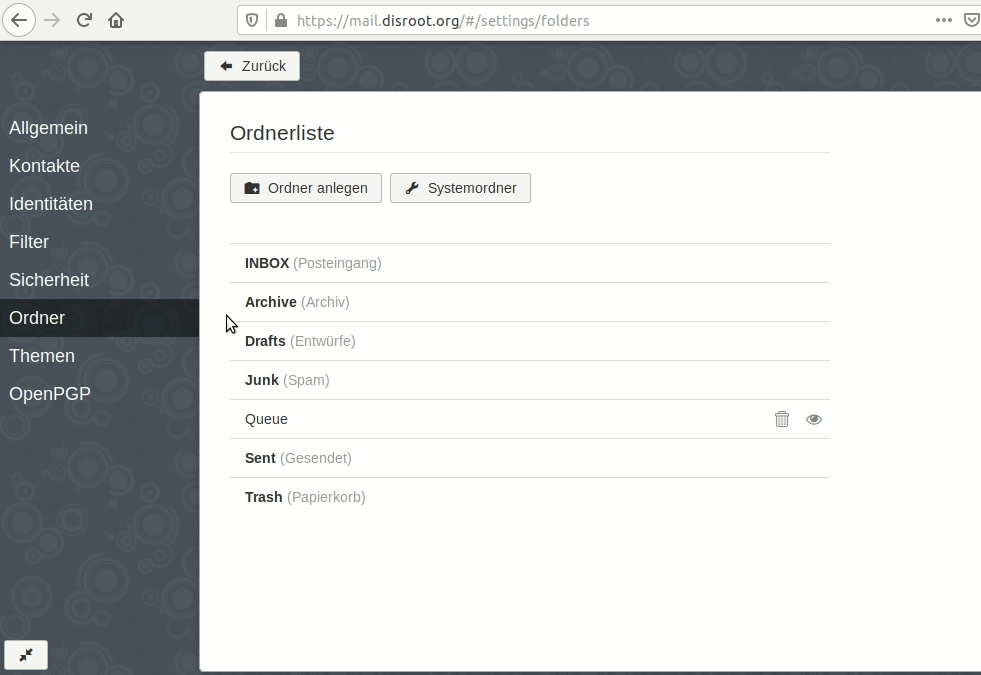 https://mail.disroot.org/#/settings/folders
Zurück
Allgemein
Kontakte
Identitäten
Filter
Sicherheit
Ordner
Themen
OpenPGP
Ordnerliste
Ordner anlegen Systemordner
INBOX (Posteingang)
Archive (Archiv)
Drafts (Entwürfe)
Junk (Spam)
Queue
Sent (Gesendet)
Trash (Papierkorb)